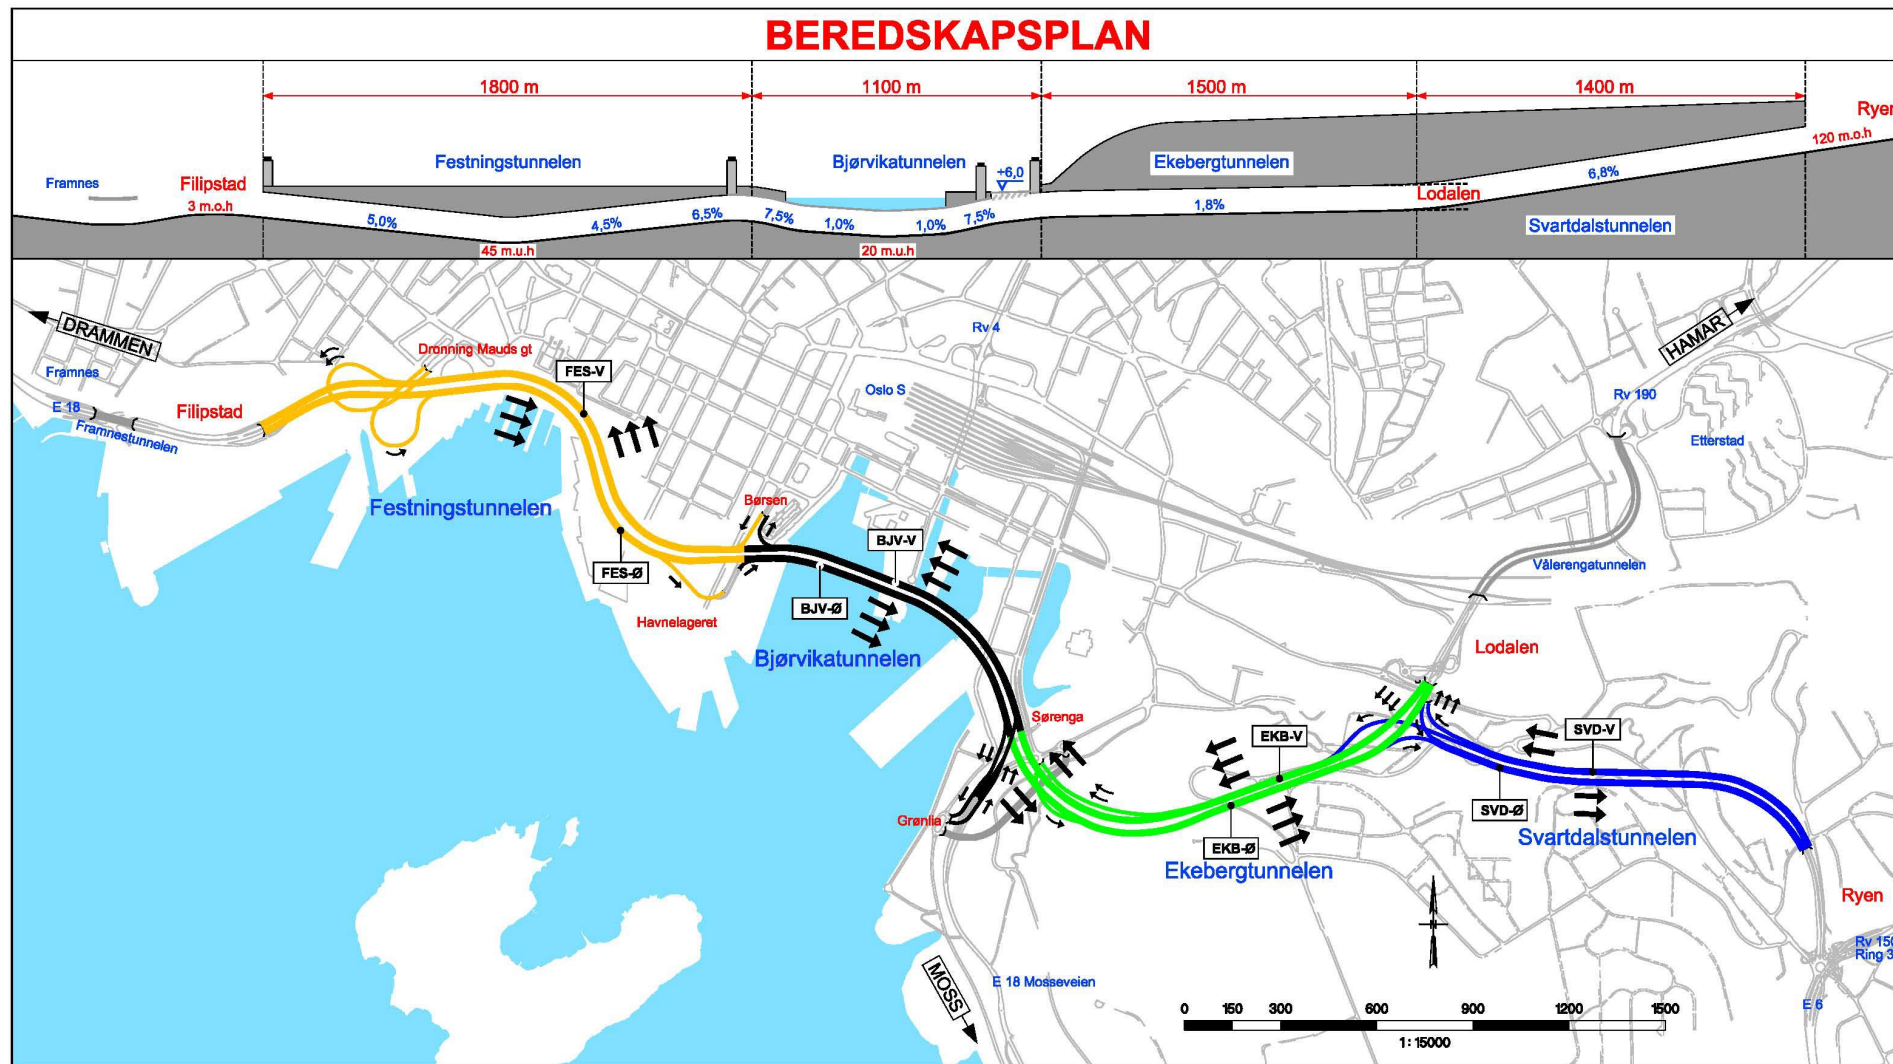 BEREDSKAPSPLAN
1800 m
1100 m
1500 m
1400 m
Ryen
120 m.o.h
Festningstunnelen
Bjørvikatunnelen
Ekebergtunnelen
+6,0
6,8%
Framnes
Filipstad
3 m.o.h
Lodalen
5,0%
4,5%
6,5%
7,5%
1,0%
1,0%
7,5%
1,8%
Svartdalstunnelen
45 m.u.h
20 m.u.h
DRAMMEN
Dronning Mauds gt
Rv 4
HAMAR
Framnes
FES-V
Oslo S
Rv 190
E 18
Filipstad
Framnestunnelen
Etterstad
Festningstunnelen
Børsen
BJV-V
FES-Ø
BJV-Ø
Vålerengatunnelen
Havnelageret
Bjørvikatunnelen
Lodalen
Sørenga
EKB-V
SVD-V
Grønlia
SVD-Ø
EKB-Ø
Svartdalstunnelen
Ekebergtunnelen
Ryen
Rv 150
Ring 3
MOSS
E 18 Mosseveien
E 6
0 150 300 600 900 1200 1500
1 : 15000